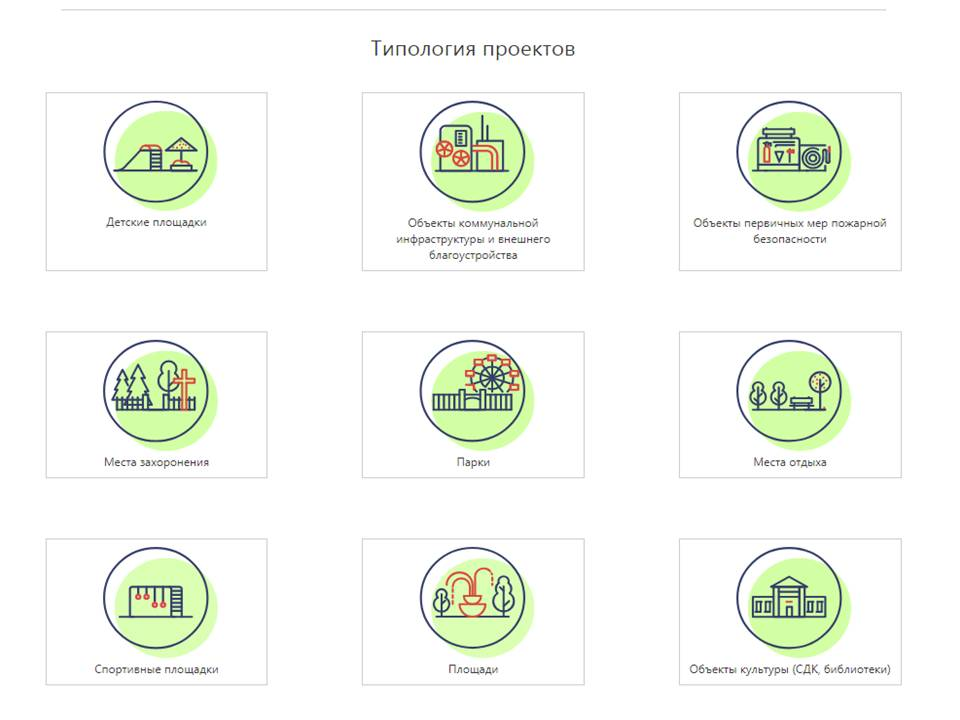 Типология проектов
Детские площадки
Объекты коммунальной
инфраструктуры и внешнего
благоустройства
Объекты первичных мер пожарной
безопасности
Места захоронения
Парки
Места отдыха
Спортивные площадки
Площади
Объекты культуры (СДК, библиотеки)